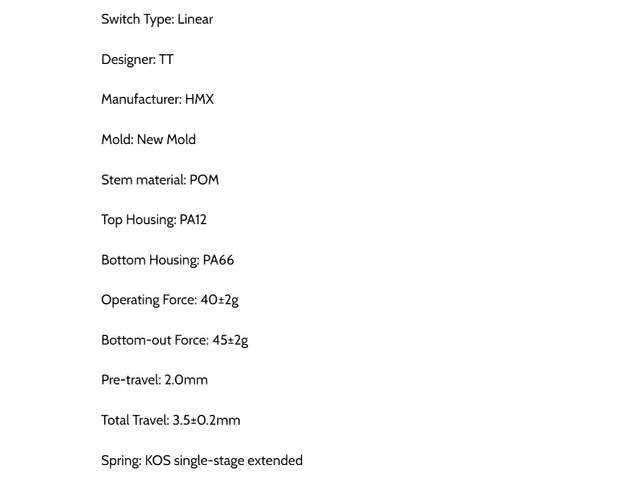 Switch Type: Linear
Designer: TT
Manufacturer: HMX
Mold: New Mold
Stem material: POM
Top Housing: PA12
Bottom Housing: PA66
Operating Force: 40±2g
Bottom-out Force: 45±2g
Pre-travel: 2.0mm
Total Travel: 3.5±0.2mm
Spring: KOS single-stage extended